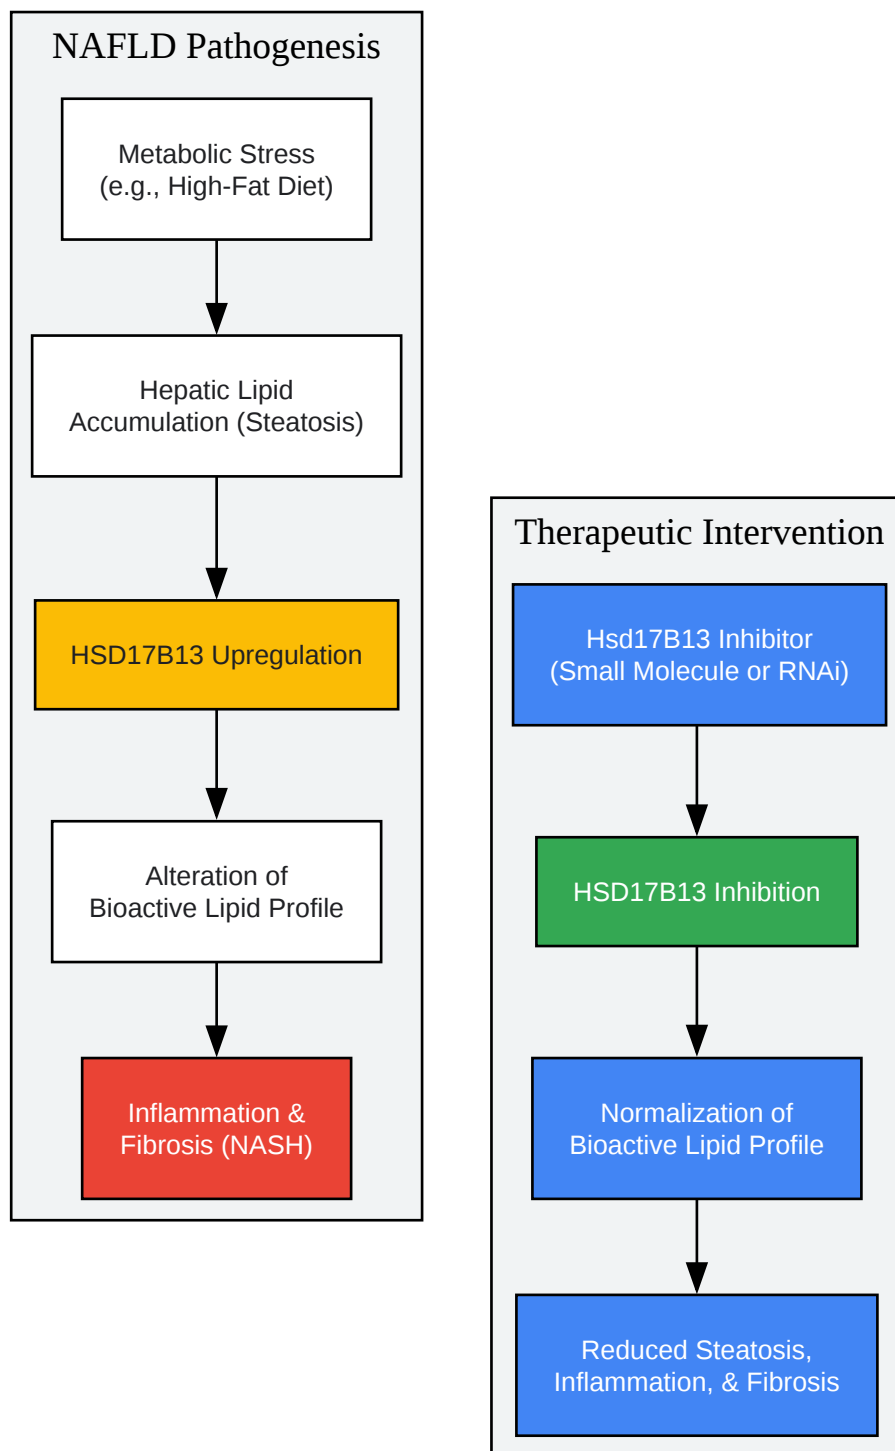 NAFLD Pathogenesis
Metabolic Stress
(e.g., High-Fat Diet)
Hepatic Lipid
Accumulation (Steatosis)
HSD17B13 Upregulation
Alteration of
Bioactive Lipid Profile
Inflammation &
Fibrosis (NASH)
Therapeutic Intervention
Hsd17B13 Inhibitor
(Small Molecule or RNAi)
HSD17B13 Inhibition
Normalization of
Bioactive Lipid Profile
Reduced Steatosis,
Inflammation, & Fibrosis